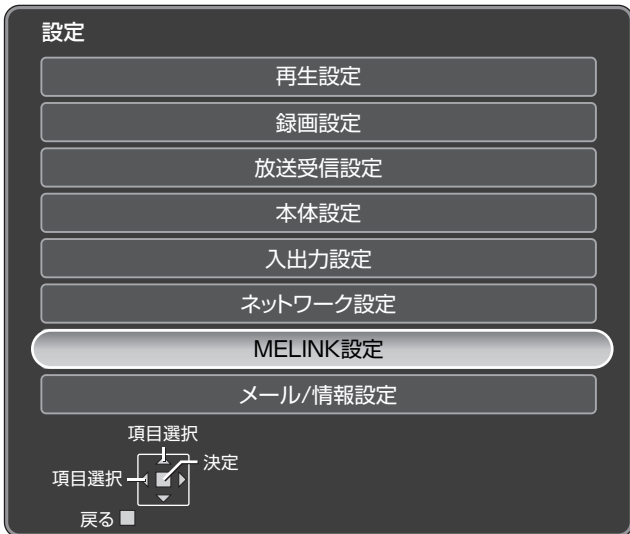 設定
再生設定
録画設定
放送受信設定
本体設定
入出力設定
ネットワーク設定
MELINK設定
メール/情報設定
項目選択
項目選択
決定
戻る